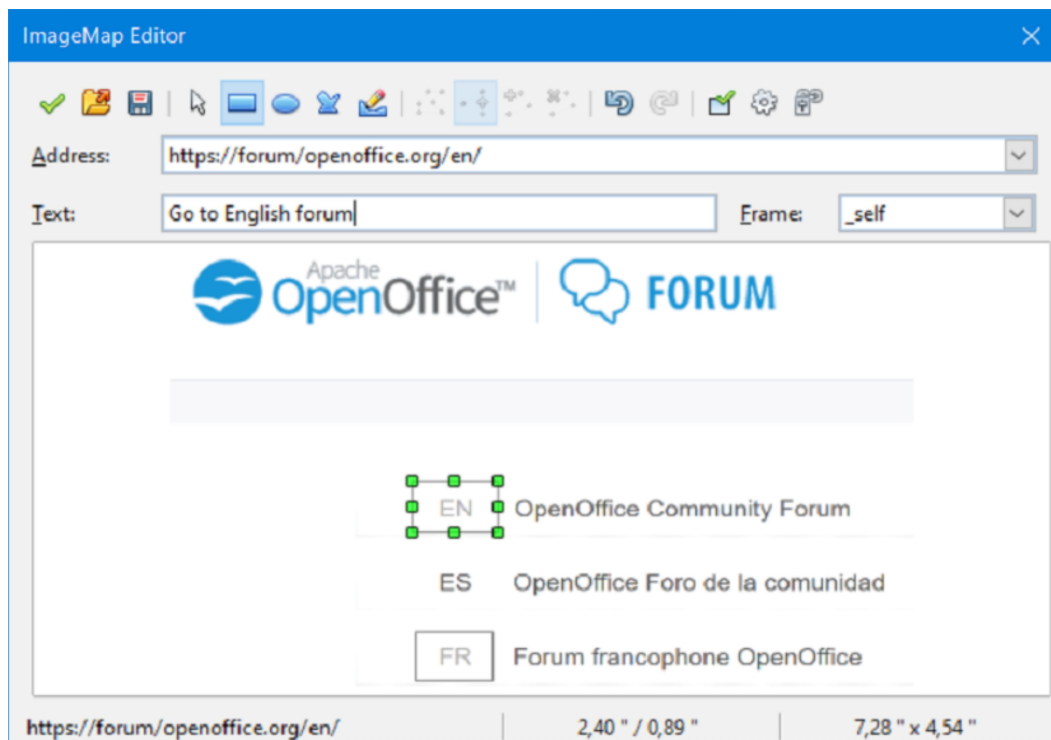 ImageMap Editor
Address: https://forum/openoffice.org/en/
Text: Go to English forum Frame: _self
Apache
OpenOffice™ FORUM
EN OpenOffice Community Forum
ES OpenOffice Foro de la comunidad
FR Forum francophone OpenOffice
https://forum/openoffice.org/en/ 2,40 " / 0,89 " 7,28 " x 4,54 "